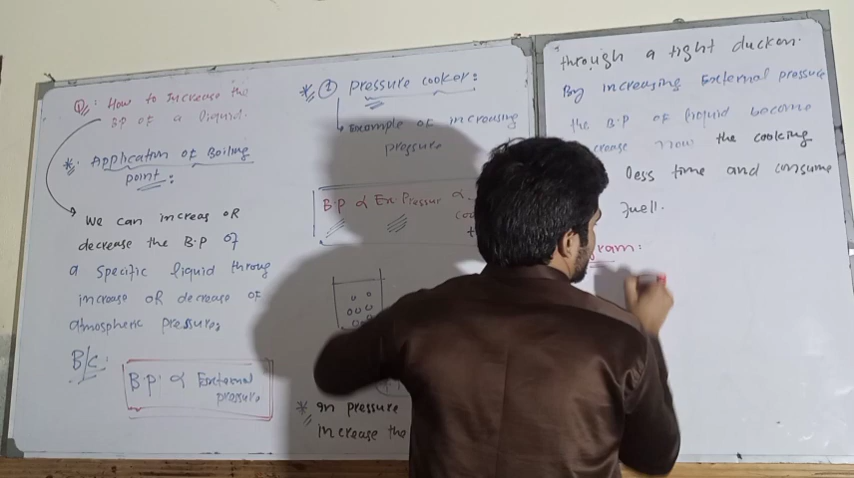 Q: How to Increase the
B.P OF a liquid.
* Application OF Boiling
point:
We can increas OR
decrease the B.P OF
a specific liquid throug
increase OR decrease OF
atmospheric pressure
B/c:
B.P ∝ External
pressure
* ① pressure cooker:
Example OF increasing
pressure
B.P ∝ Ex. Pressur ∝
* In pressure
increase the
through a tight ducken.
By increasing External pressure
the B.P OF liquid become
crease now the cooking
less time and consume
fuell.
ram: